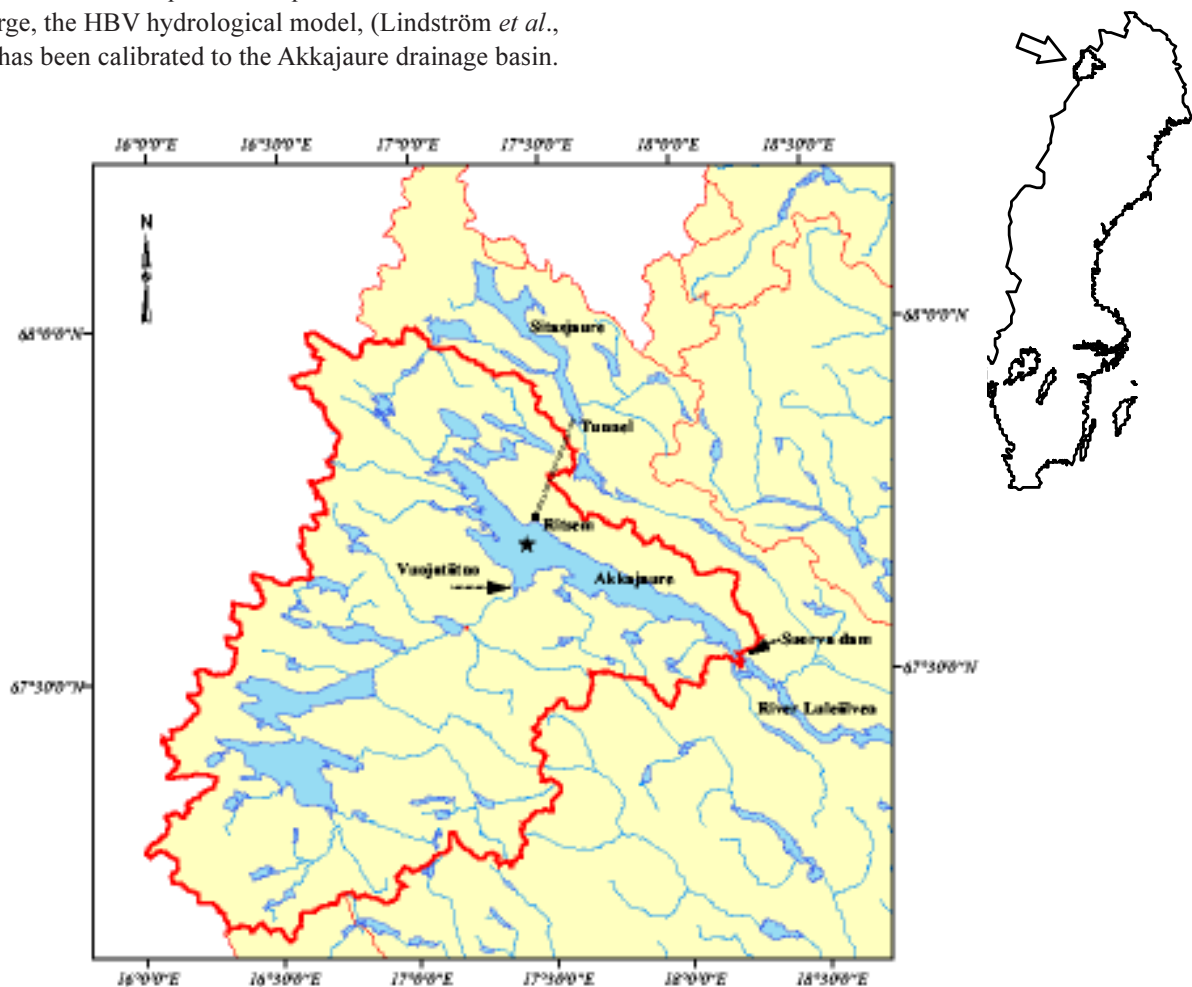 rge, the HBV hydrological model, (Lindström et al.,
has been calibrated to the Akkajaure drainage basin.
16°0'0"E 16°30'0"E 17°0'0"E 17°30'0"E 18°0'0"E 18°30'0"E
N
68°0'0"N 68°0'0"N
Sitasjaure
Tunnel
Ritsem
Vuojatätno
Akkajaure
Suorva dam
67°30'0"N 67°30'0"N
River Luleälven
16°0'0"E 16°30'0"E 17°0'0"E 17°30'0"E 18°0'0"E 18°30'0"E